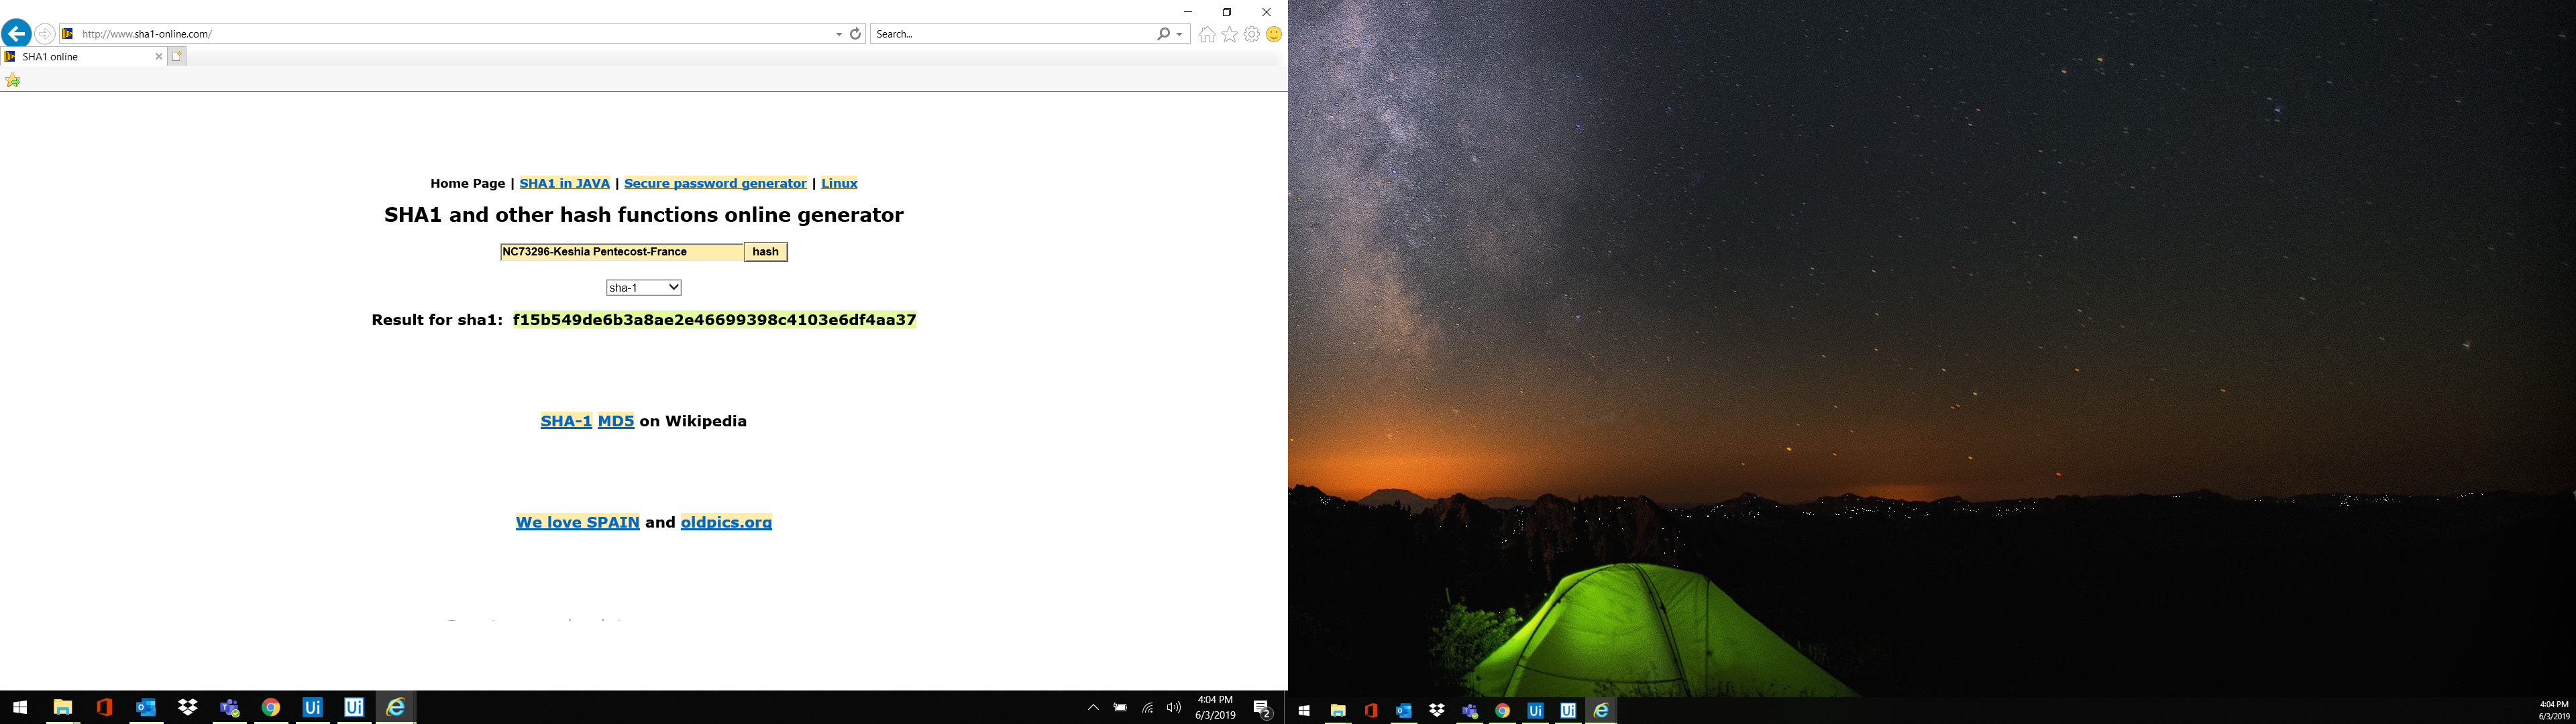 http://www.sha1-online.com/
Search...
SHA1 online
Home Page | SHA1 in JAVA | Secure password generator | Linux
SHA1 and other hash functions online generator
NC73296-Keshia Pentecost-France hash
sha-1
Result for sha1: f15b549de6b3a8ae2e46699398c4103e6df4aa37
SHA-1 MD5 on Wikipedia
We love SPAIN and oldpics.org
4:04 PM
6/3/2019
2
4:04 PM
6/3/2019